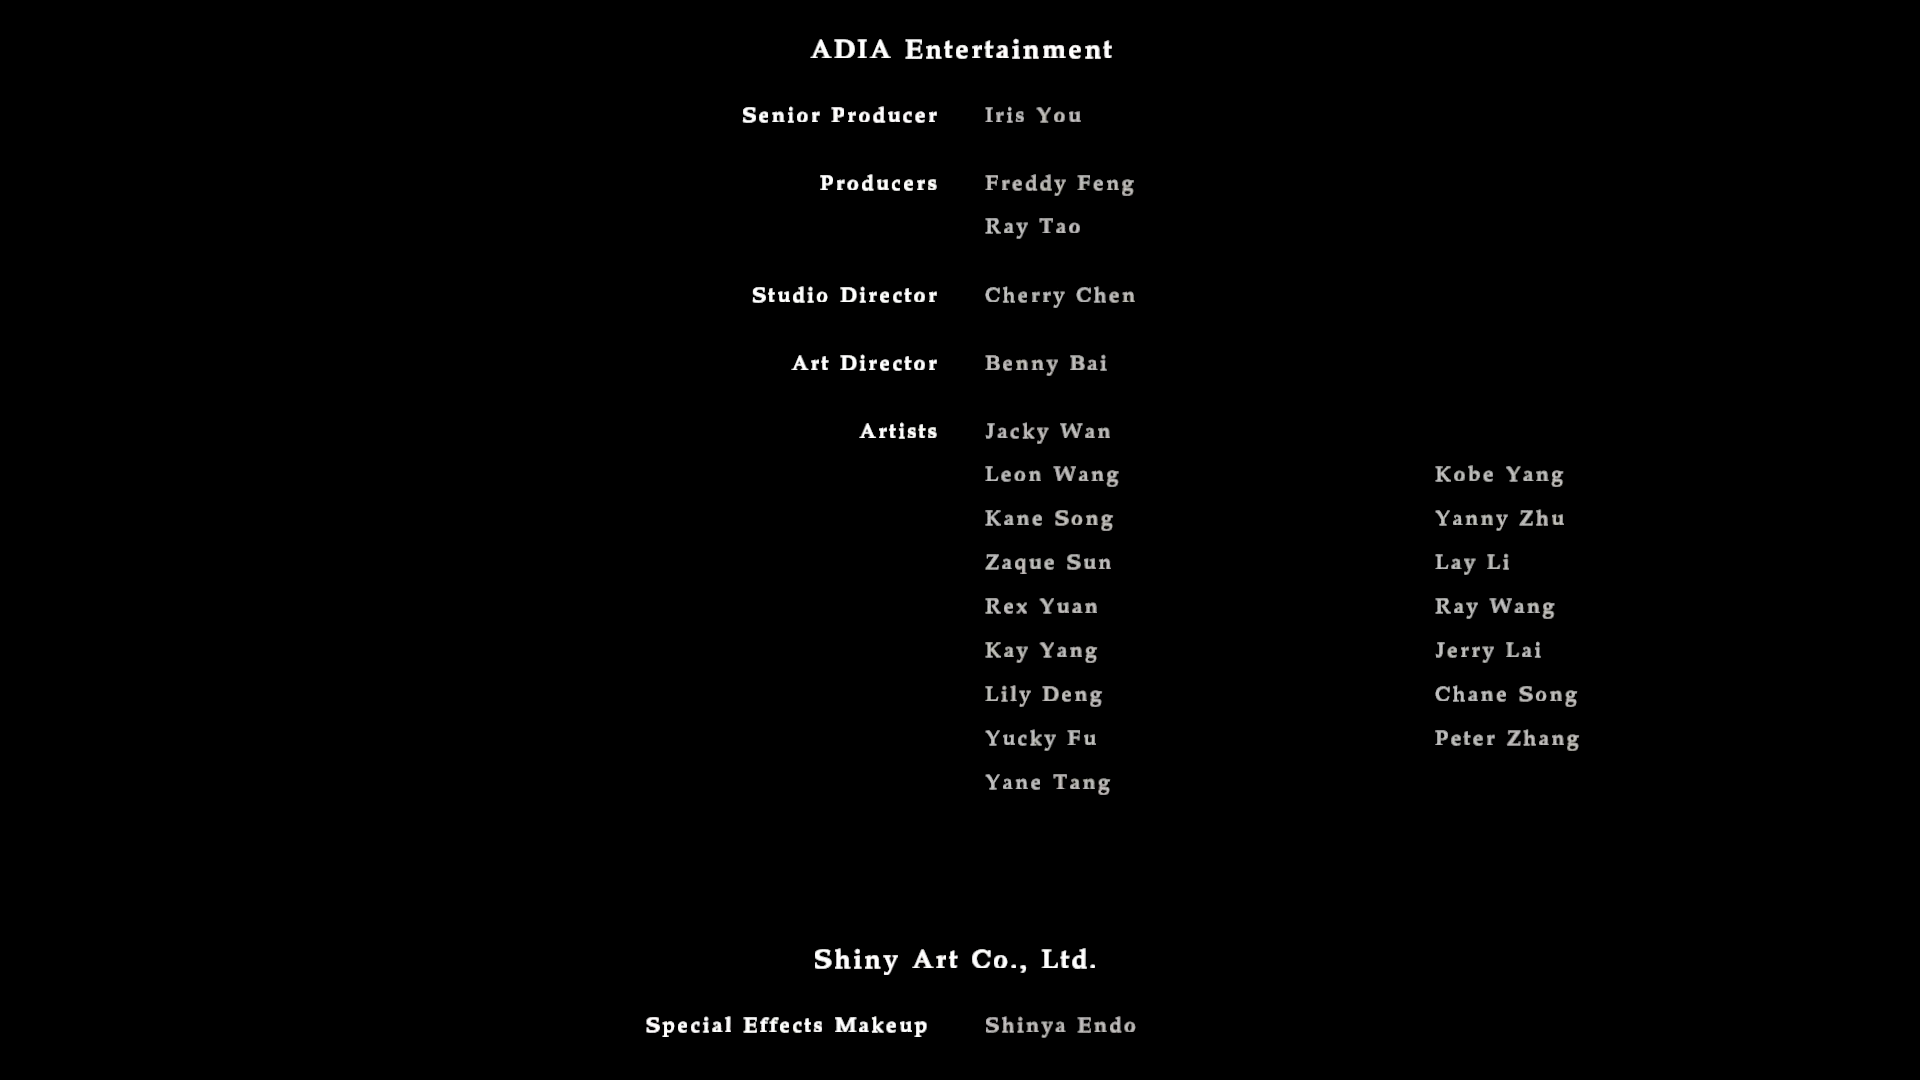 ADIA Entertainment
Senior Producer Iris You
Producers Freddy Feng
Ray Tao
Studio Director Cherry Chen
Art Director Benny Bai
Artists Jacky Wan
Leon Wang Kobe Yang
Kane Song Yanny Zhu
Zaque Sun Lay Li
Rex Yuan Ray Wang
Kay Yang Jerry Lai
Lily Deng Chane Song
Yucky Fu Peter Zhang
Yane Tang
Shiny Art Co., Ltd.
Special Effects Makeup Shinya Endo